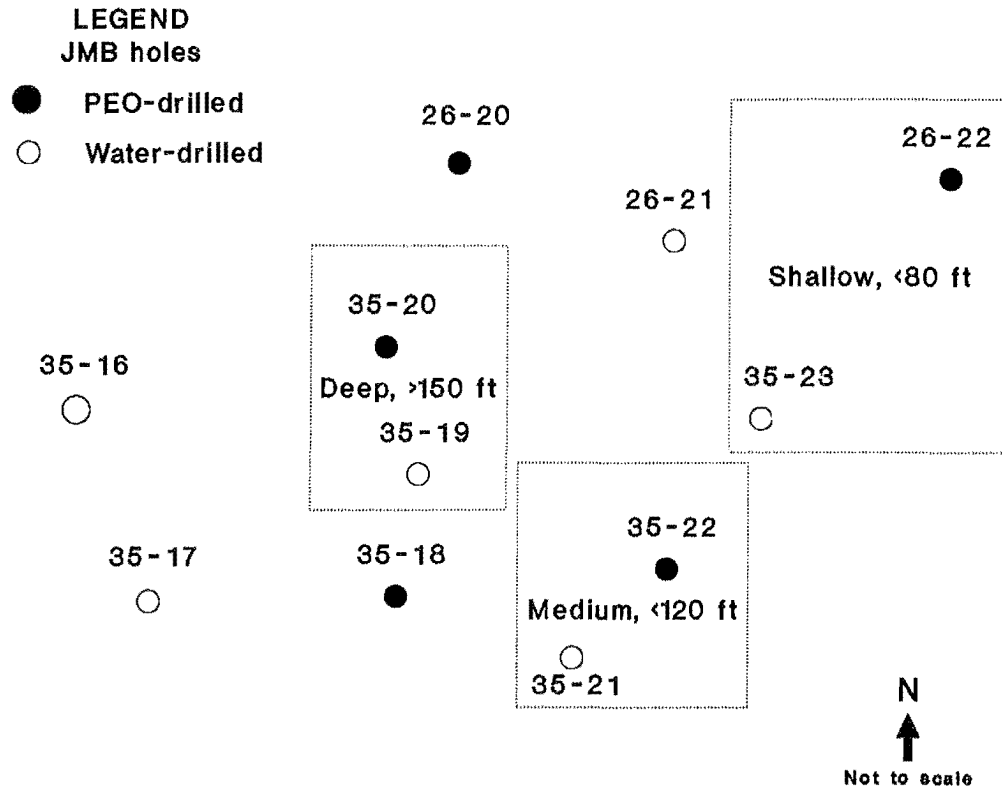 LEGEND
JMB holes
PEO-drilled
Water-drilled
26-20
26-22
26-21
Shallow, <80 ft
35-20
35-16
Deep, >150 ft
35-23
35-19
35-22
35-17
35-18
Medium, <120 ft
35-21
N
Not to scale